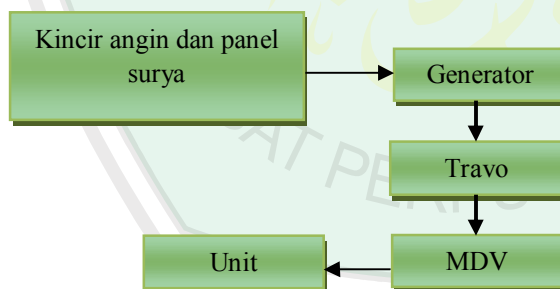 Kincir angin dan panel
surya
Generator
Travo
MDV
Unit